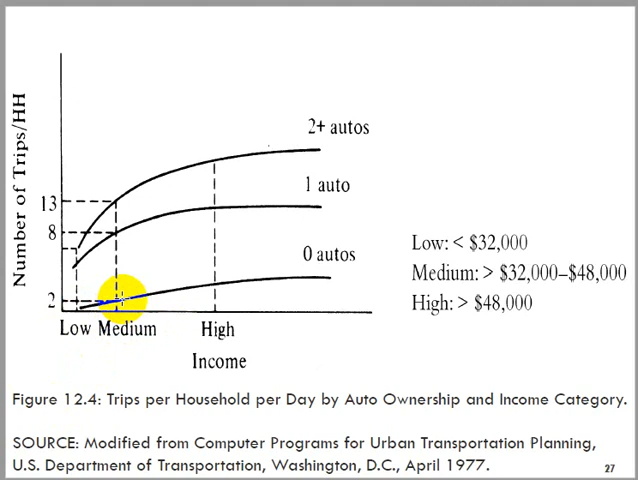 Number of Trips/HH
2+ autos
1 auto
0 autos
13
8
2
Low Medium High
Income
Low: < $32,000
Medium: > $32,000–$48,000
High: > $48,000
Figure 12.4: Trips per Household per Day by Auto Ownership and Income Category.
SOURCE: Modified from Computer Programs for Urban Transportation Planning,
U.S. Department of Transportation, Washington, D.C., April 1977.
27